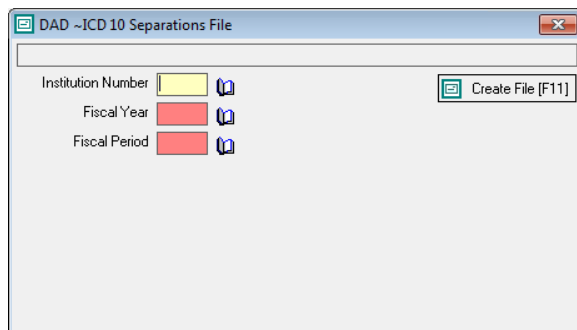 DAD ~ICD 10 Separations File
Institution Number
Create File [F11]
Fiscal Year
Fiscal Period